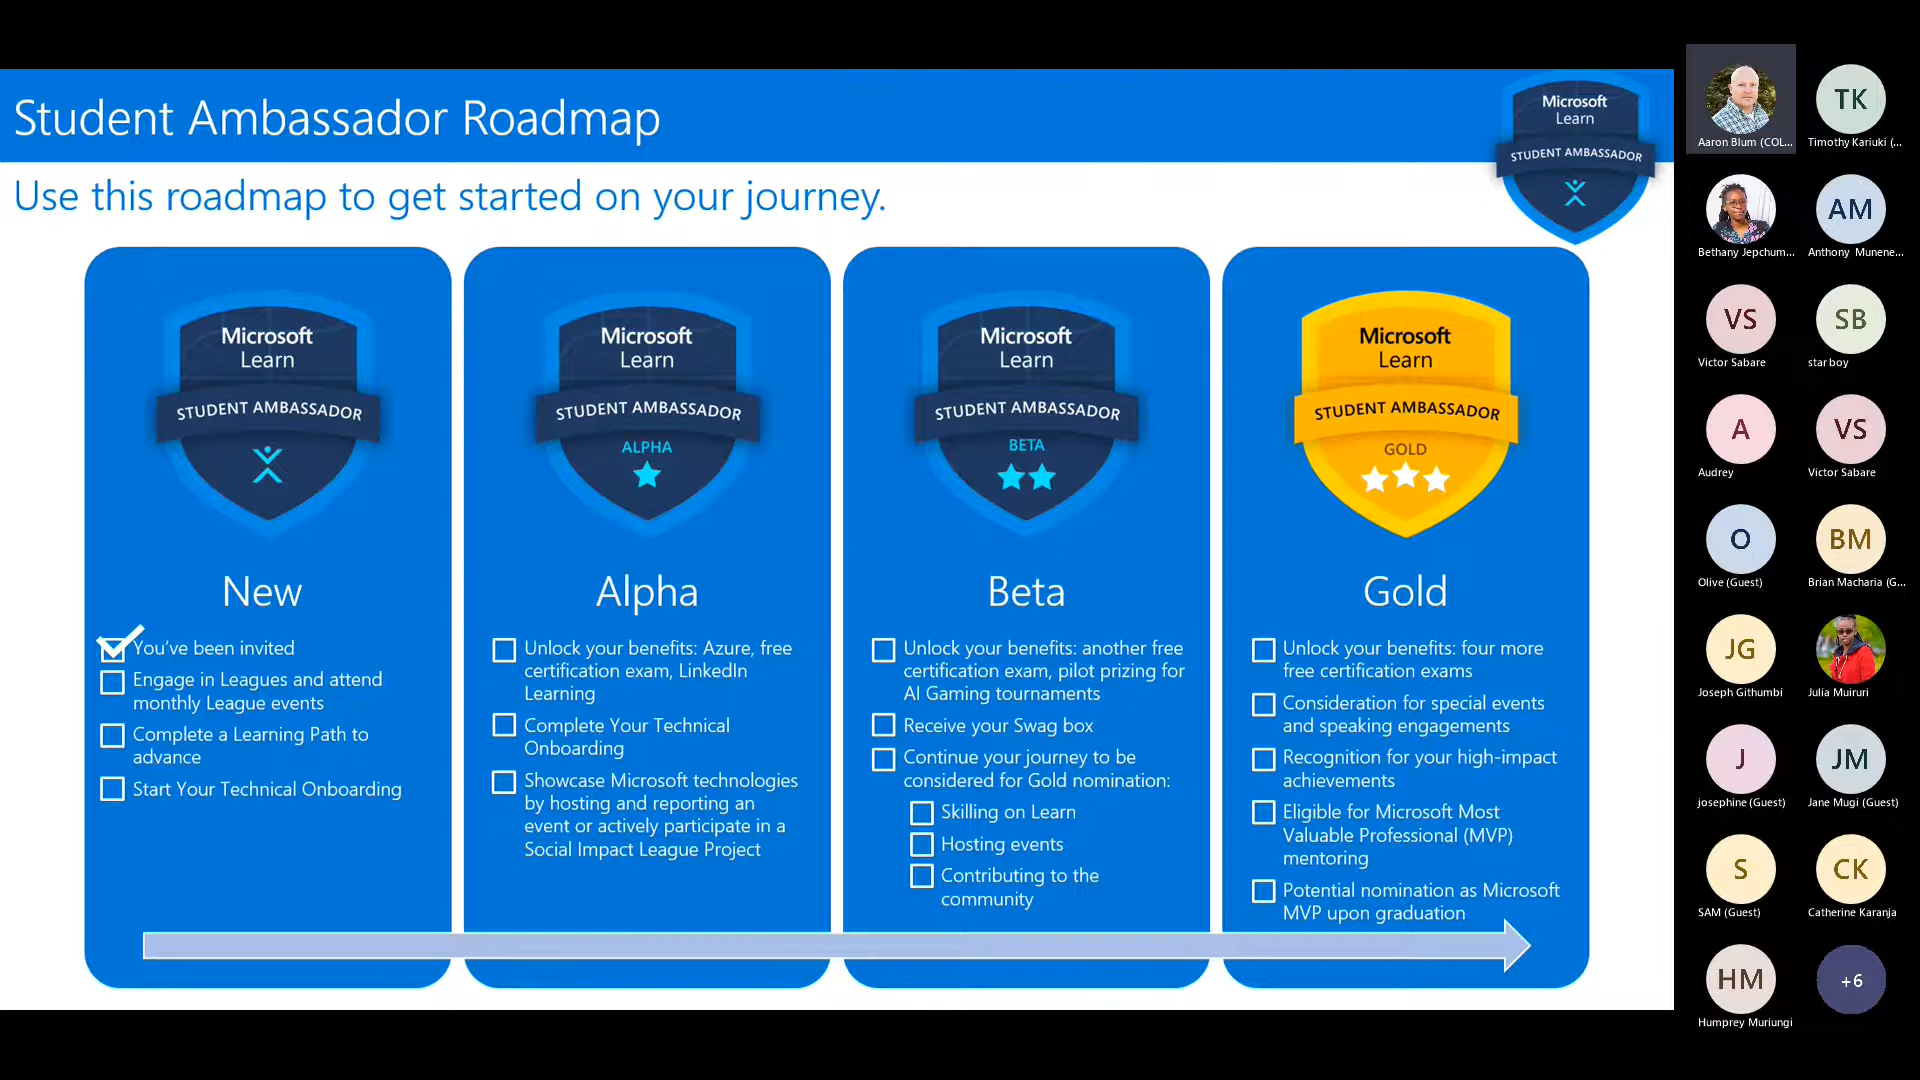 Student Ambassador Roadmap
Microsoft
Learn
STUDENT AMBASSADOR
Use this roadmap to get started on your journey.
Microsoft
Learn
STUDENT AMBASSADOR
New
You've been invited
Engage in Leagues and attend
monthly League events
Complete a Learning Path to
advance
Start Your Technical Onboarding
Microsoft
Learn
STUDENT AMBASSADOR
ALPHA
Alpha
Unlock your benefits: Azure, free
certification exam, LinkedIn
Learning
Complete Your Technical
Onboarding
Showcase Microsoft technologies
by hosting and reporting an
event or actively participate in a
Social Impact League Project
Microsoft
Learn
STUDENT AMBASSADOR
BETA
Beta
Unlock your benefits: another free
certification exam, pilot prizing for
AI Gaming tournaments
Receive your Swag box
Continue your journey to be
considered for Gold nomination:
Skilling on Learn
Hosting events
Contributing to the
community
Microsoft
Learn
STUDENT AMBASSADOR
GOLD
Gold
Unlock your benefits: four more
free certification exams
Consideration for special events
and speaking engagements
Recognition for your high-impact
achievements
Eligible for Microsoft Most
Valuable Professional (MVP)
mentoring
Potential nomination as Microsoft
MVP upon graduation
Aaron Blum (COL...
TK
Timothy Kariuki (...
Bethany Jepchum...
AM
Anthony Munene...
VS
Victor Sabare
SB
star boy
A
Audrey
VS
Victor Sabare
O
Olive (Guest)
BM
Brian Macharia (G...
JG
Joseph Githumbi
Julia Muiruri
J
josephine (Guest)
JM
Jane Mugi (Guest)
S
SAM (Guest)
CK
Catherine Karanja
HM
Humprey Muriungi
+6